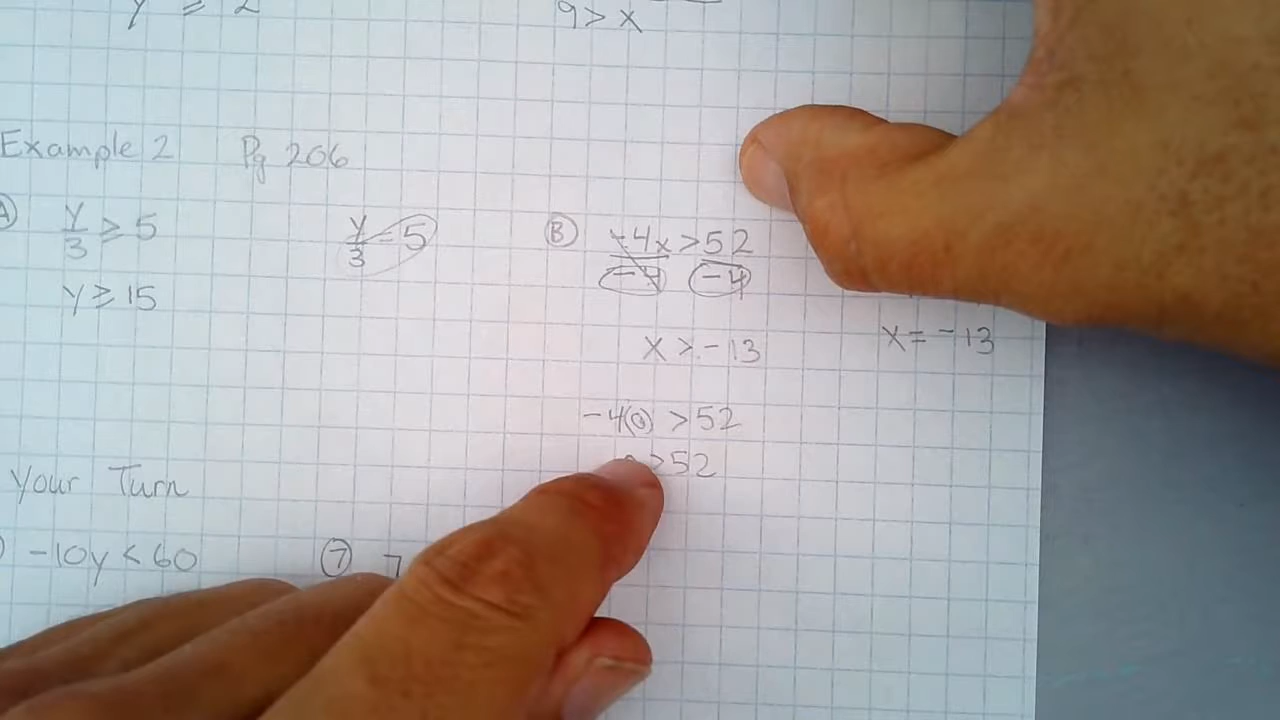 y ≥ 2
9 > x
Example 2 Pg 206
A y/3 ≥ 5 y/3 = 5 B -4x > 52
-4 -4
y ≥ 15
x > -13 x = -13
-4(0) > 52
0 > 52
Your Turn
-10y < 60 7